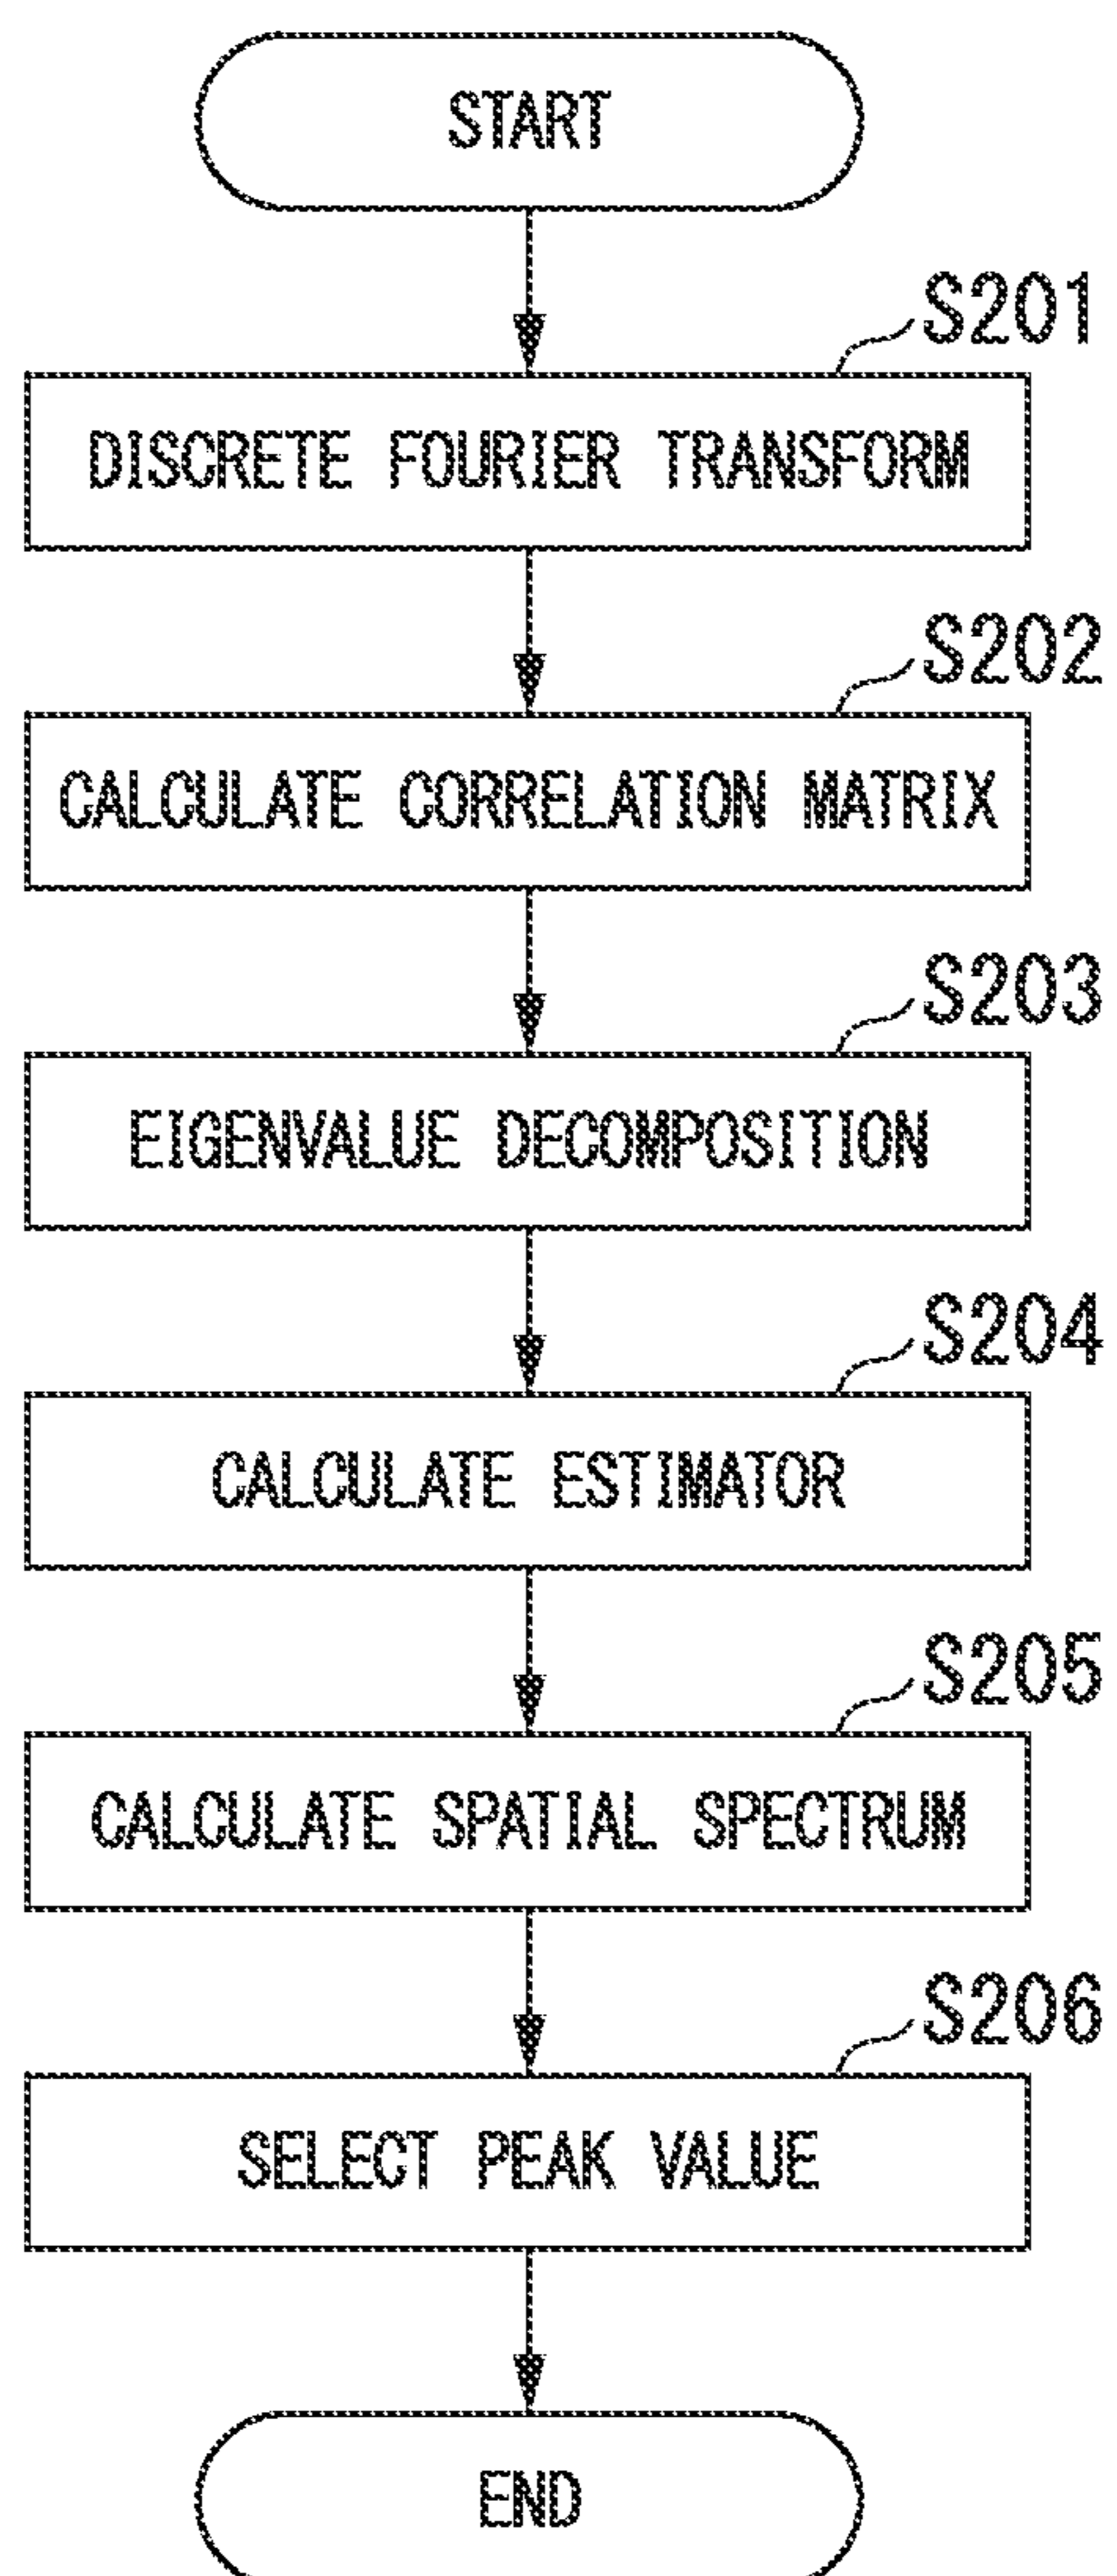 START
S201
DISCRETE FOURIER TRANSFORM
S202
CALCULATE CORRELATION MATRIX
S203
EIGENVALUE DECOMPOSITION
S204
CALCULATE ESTIMATOR
S205
CALCULATE SPATIAL SPECTRUM
S206
SELECT PEAK VALUE
END